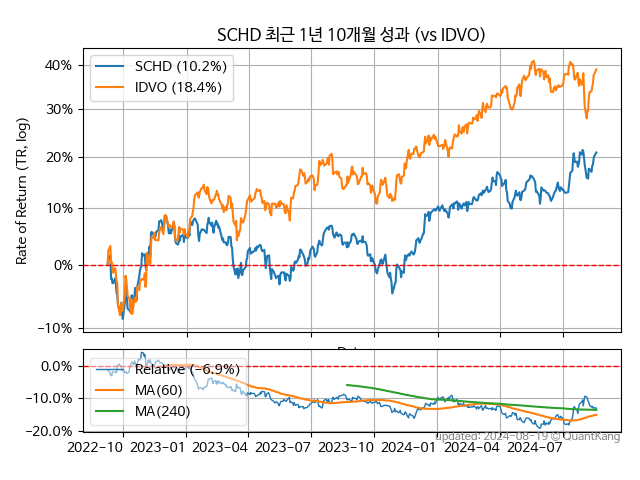 SCHD 최근 1년 10개월 성과 (vs IDVO)
Rate of Return (TR, log)
40%
30%
20%
10%
0%
−10%
SCHD (10.2%)
IDVO (18.4%)
0.0%
−10.0%
−20.0%
Relative (−6.9%)
MA(60)
MA(240)
2022−10
2023−01
2023−04
2023−07
2023−10
2024−01
2024−04
2024−07
updated: 2024−08−19 © QuantKang